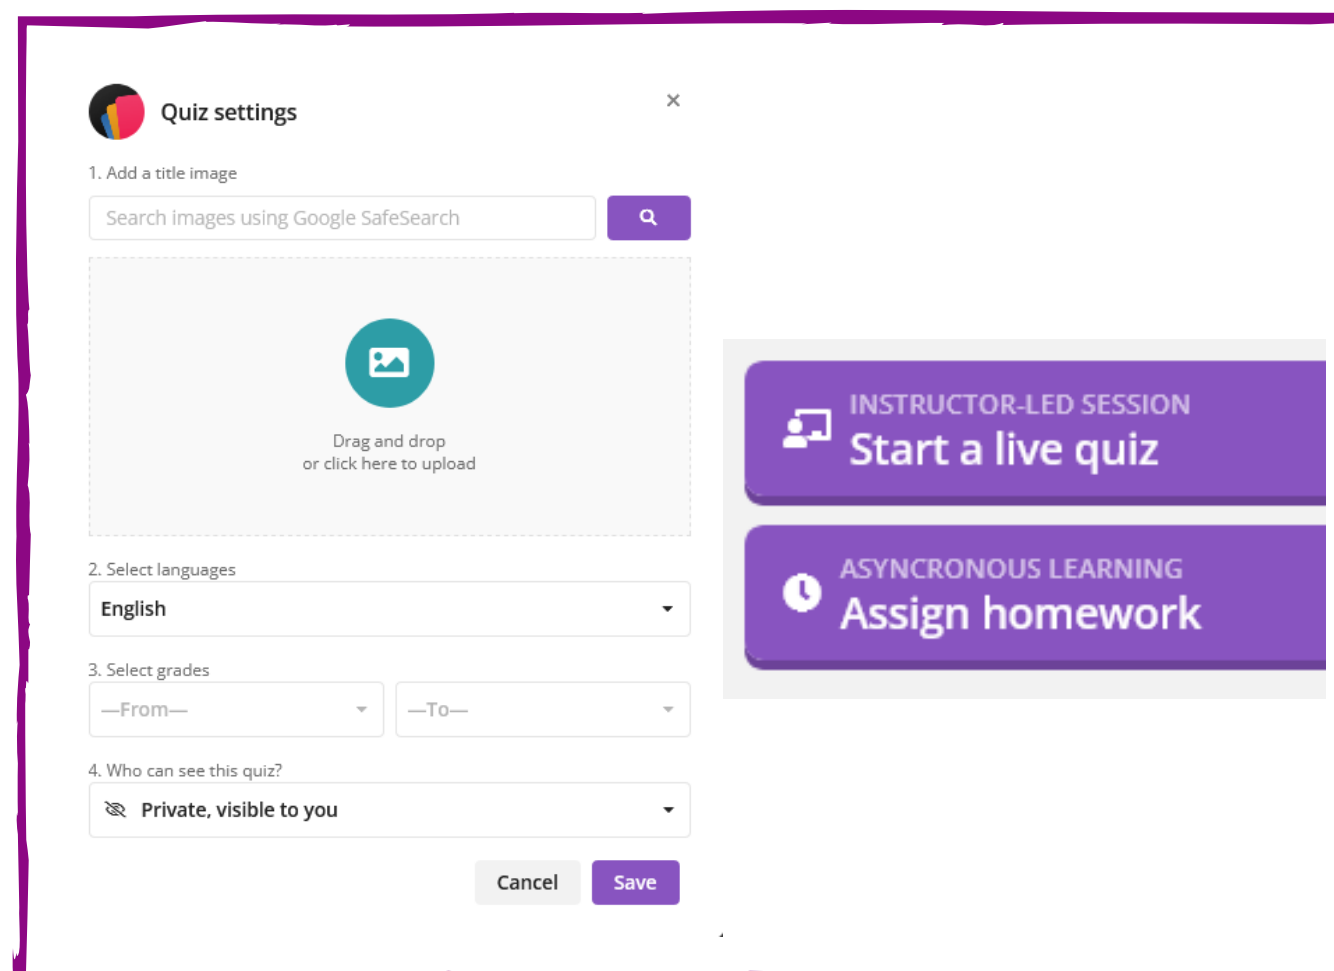 Quiz settings
×
1. Add a title image
Search images using Google SafeSearch
Drag and drop
or click here to upload
2. Select languages
English
3. Select grades
—From—
—To—
4. Who can see this quiz?
Private, visible to you
Cancel
Save
INSTRUCTOR-LED SESSION
Start a live quiz
ASYNCRONOUS LEARNING
Assign homework